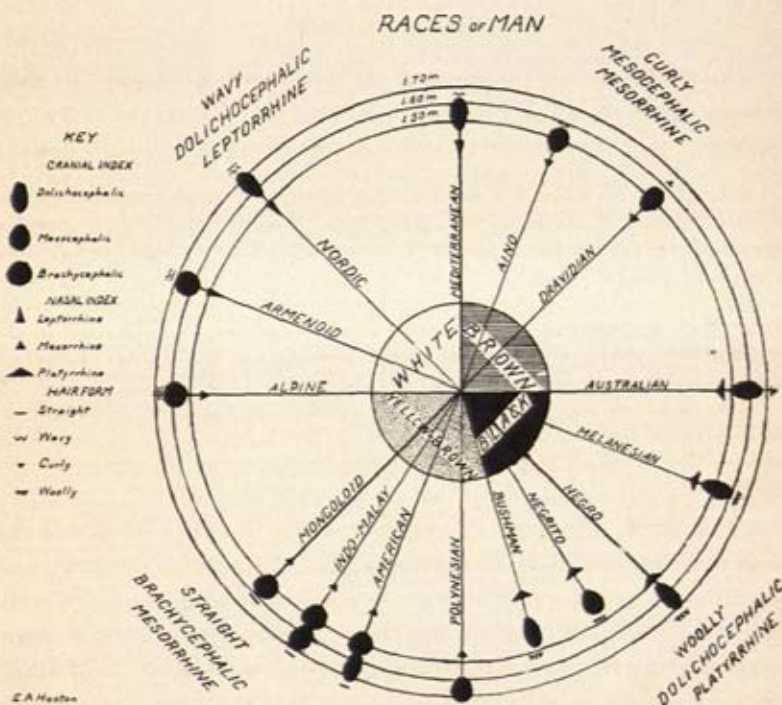 RACES OF MAN
WAVY
DOLICHOCEPHALIC
LEPTORRHINE
CURLY
MESOCEPHALIC
MESORRHINE
1.70m
1.60m
1.50m
KEY
CRANIAL INDEX
Dolichocephalic
Mesocephalic
Brachycephalic
NASAL INDEX
Leptorrhine
Mesorrhine
Platyrrhine
HAIR FORM
Straight
Wavy
Curly
Woolly
NORDIC
ARMENOID
ALPINE
MEDITERRANEAN
AINO
DRAVIDIAN
AUSTRALIAN
MELANESIAN
NEGRO
NEGRITO
BUSHMAN
POLYNESIAN
AMERICAN
INDO-MALAY
MONGOLOID
WHITE
BROWN
YELLOW-BROWN
BLACK
STRAIGHT
BRACHYCEPHALIC
MESORRHINE
WOOLLY
DOLICHOCEPHALIC
PLATYRRHINE
E.A.Hooton